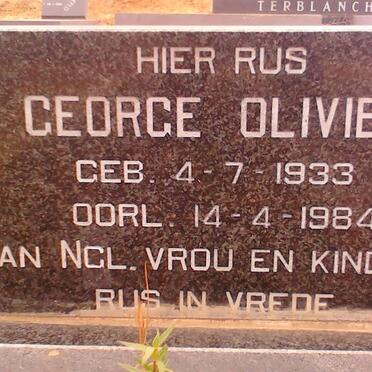 TERBLANCH
HIER RUS
GEORGE OLIVIE
GEB. 4-7-1933
OORL. 14-4-1984
AN NGL. VROU EN KIND
RUS IN VREDE